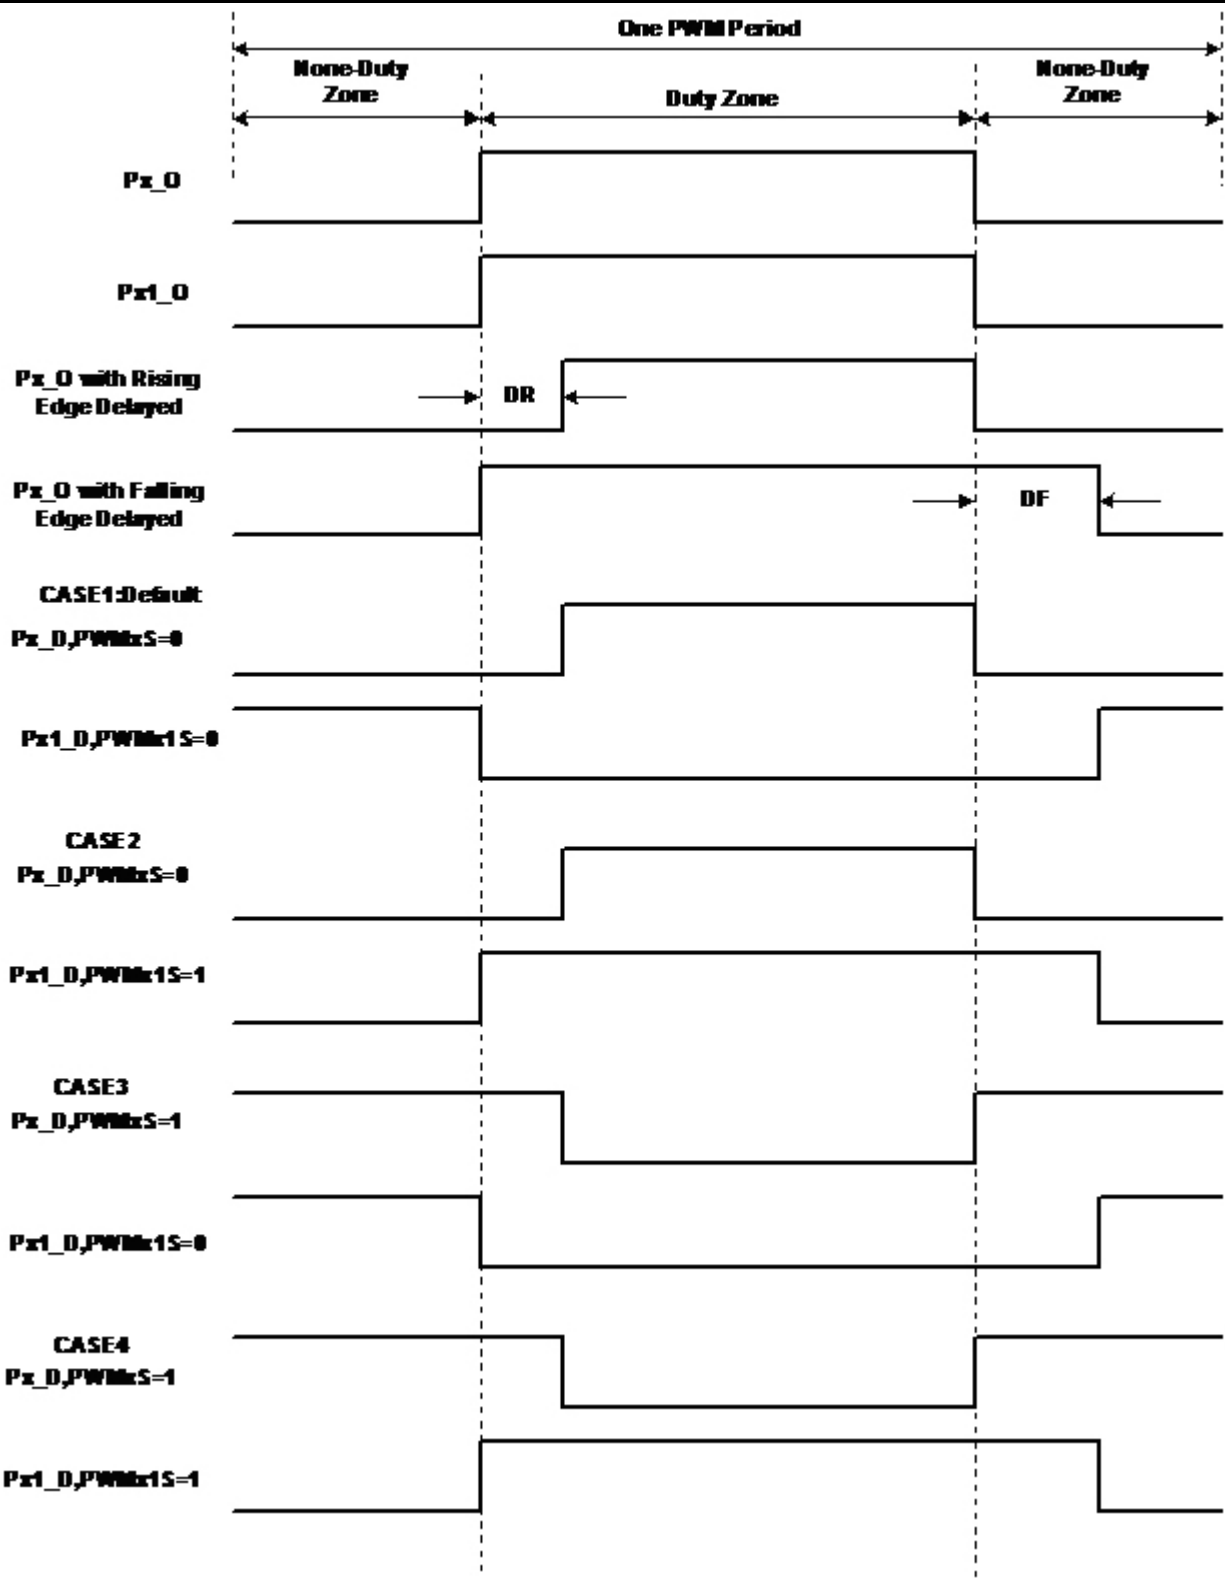 One PWM Period
None-Duty
Zone
Duty Zone
None-Duty
Zone
Px_O
Px1_O
Px_O with Rising
Edge Delayed
DR
Px_O with Falling
Edge Delayed
DF
CASE1:Default
Px_D,PWMxS=0
Px1_D,PWMx1S=0
CASE2
Px_D,PWMxS=0
Px1_D,PWMx1S=1
CASE3
Px_D,PWMxS=1
Px1_D,PWMx1S=0
CASE4
Px_D,PWMxS=1
Px1_D,PWMx1S=1